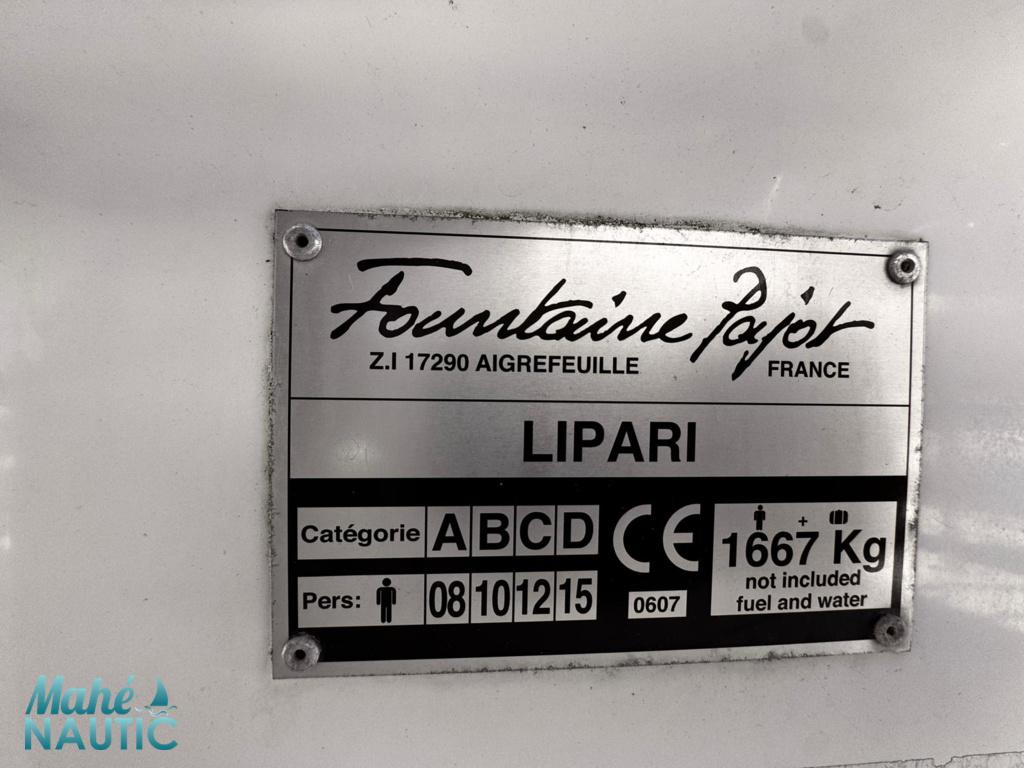 Fountaine Pajot
Z.I 17290 AIGREFEUILLE FRANCE
LIPARI
Catégorie A B C D
Pers: 08 10 12 15
CE
0607
+
1667 Kg
not included
fuel and water
Mahé
NAUTIC